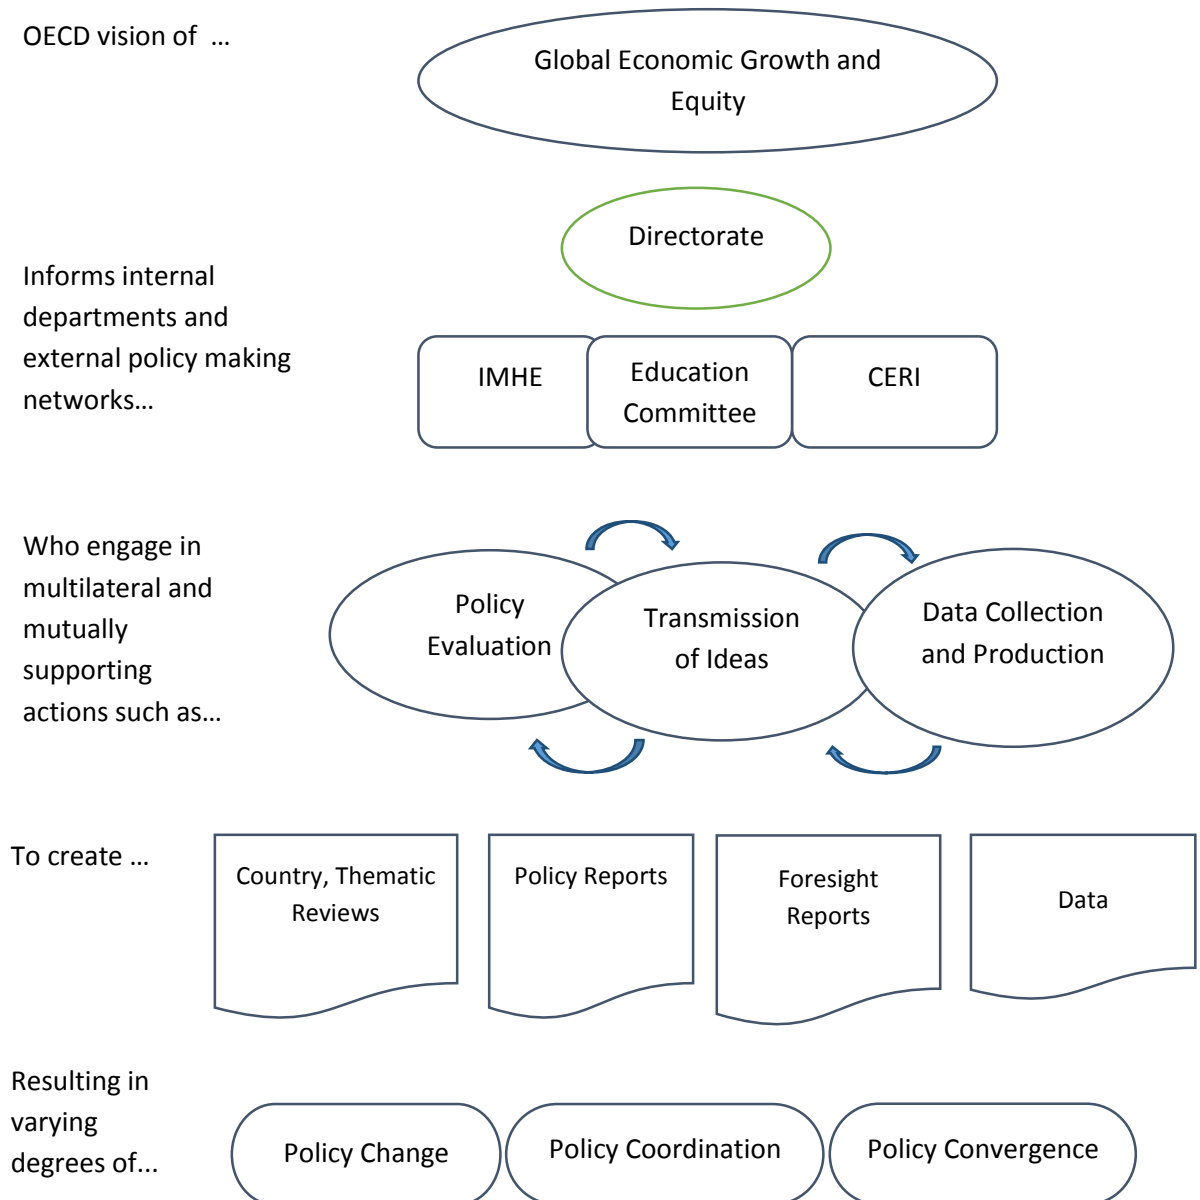 OECD vision of  ...
Global Economic Growth and
Equity
Directorate
Informs internal
departments and
external policy making
networks…
IMHE
Education
Committee
CERI
Who engage in
multilateral and
mutually
supporting
actions such as…
Policy
Evaluation
Transmission
of Ideas
Data Collection
and Production
To create …
Country, Thematic
Reviews
Policy Reports
Foresight
Reports
Data
Resulting in
varying
degrees of...
Policy Change
Policy Coordination
Policy Convergence